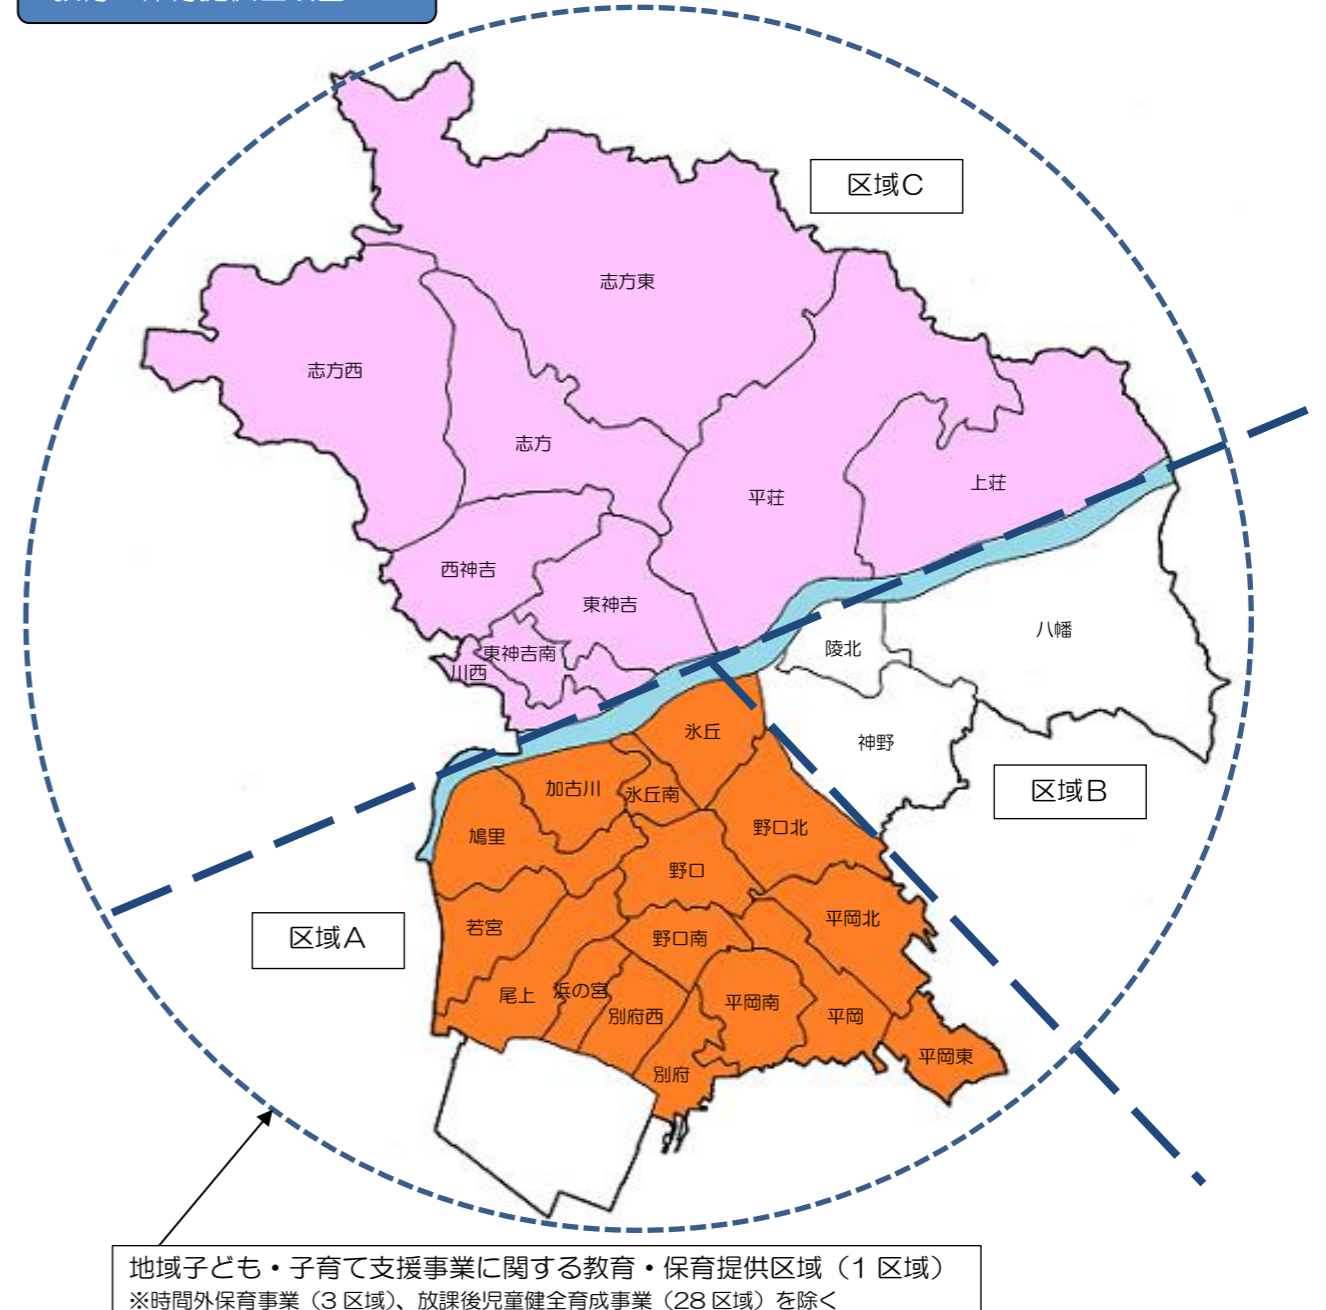 区域C
志方東
志方西
志方
平荘
上荘
西神吉
東神吉
八幡
陵北
東神吉南
川西
氷丘
神野
加古川
氷丘南
区域B
野口北
鳩里
野口
平岡北
若宮
区域A
野口南
尾上
浜の宮
別府西
平岡南
平岡
平岡東
別府
地域子ども・子育て支援事業に関する教育・保育提供区域（1 区域）
※時間外保育事業（3 区域）、放課後児童健全育成事業（28 区域）を除く